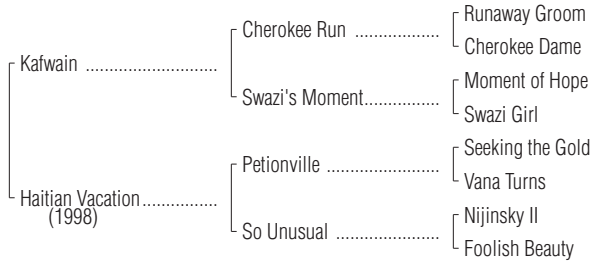 Runaway Groom
Cherokee Run ..................
Cherokee Dame
Kafwain ............................
Moment of Hope
Swazi's Moment................
Swazi Girl
Seeking the Gold
Petionville ........................
Vana Turns
Haitian Vacation................
(1998)
Nijinsky II
So Unusual ......................
Foolish Beauty